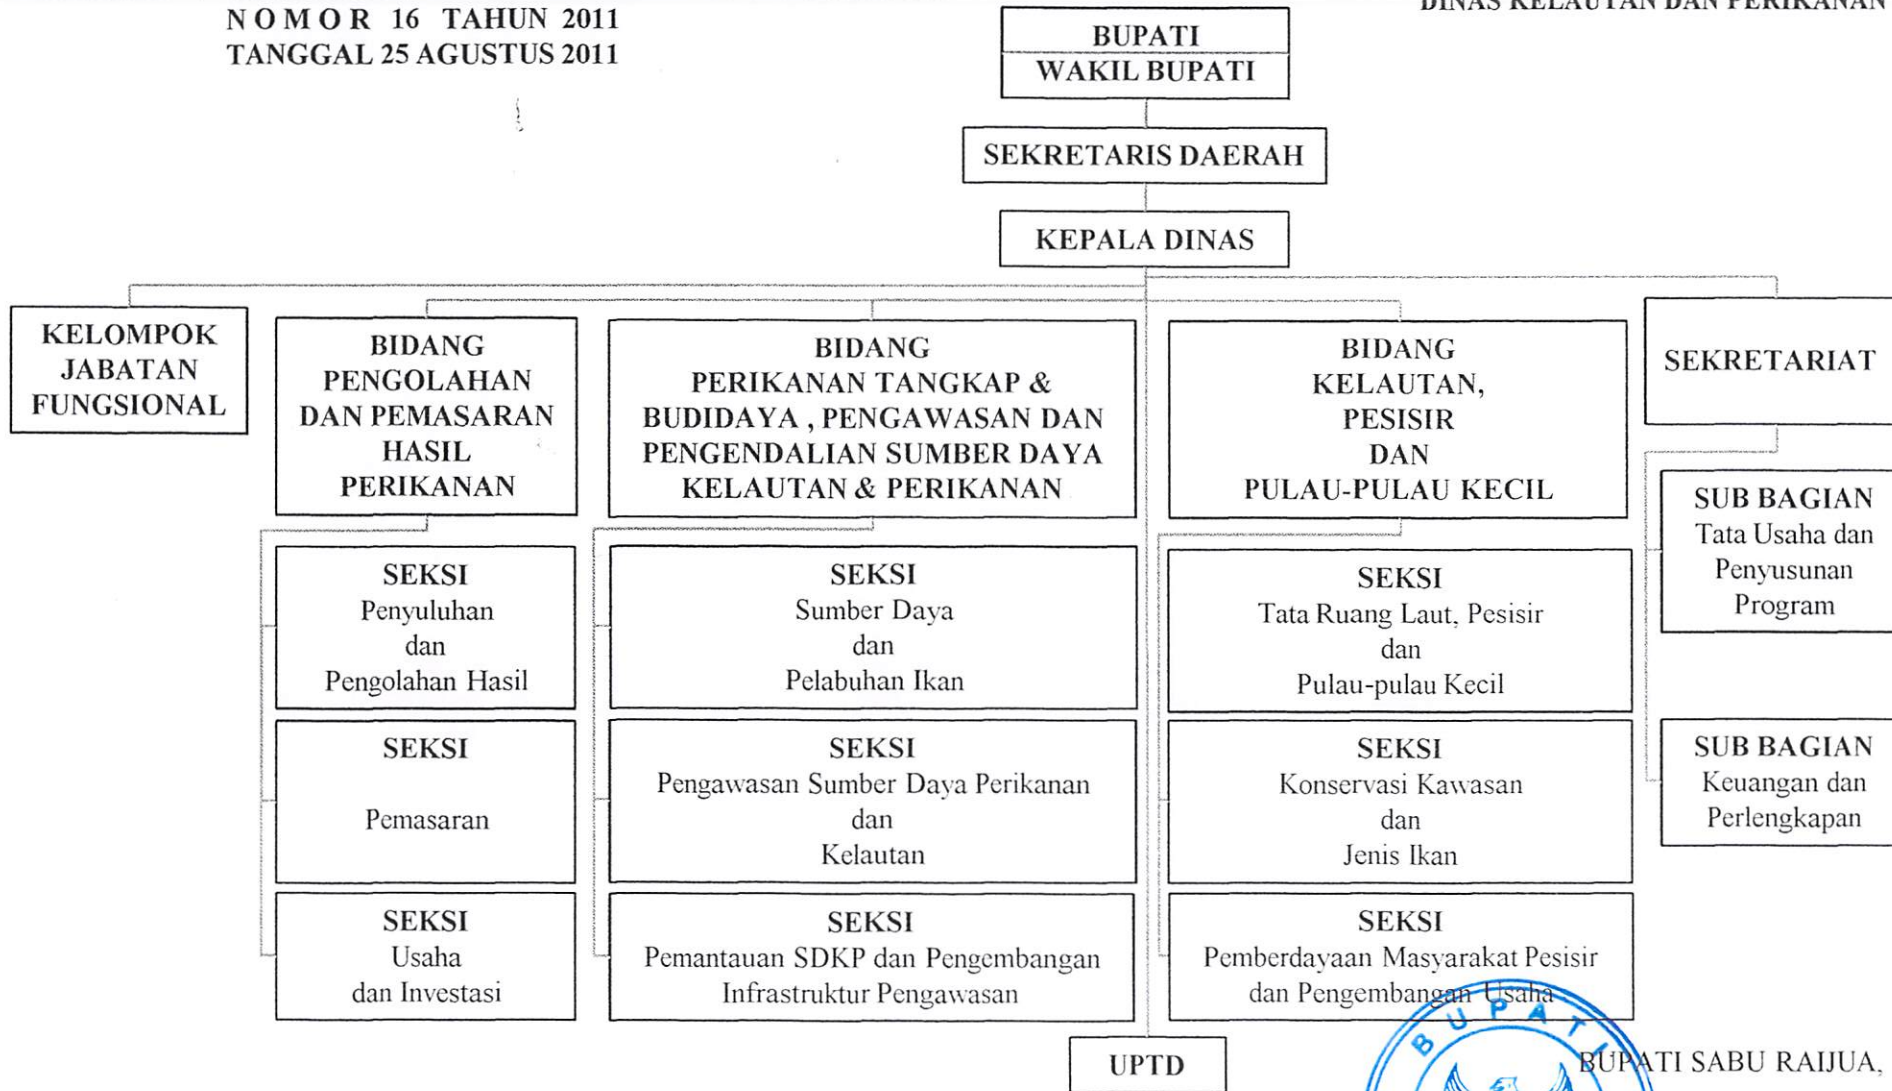 N O M O R 16 TAHUN 2011
TANGGAL 25 AGUSTUS 2011
DINAS KELAUTAN DAN PERIKANAN
BUPATI
WAKIL BUPATI
SEKRETARIS DAERAH
KEPALA DINAS
KELOMPOK
JABATAN
FUNGSIONAL
BIDANG
PENGOLAHAN
DAN PEMASARAN
HASIL
PERIKANAN
BIDANG
PERIKANAN TANGKAP &
BUDIDAYA , PENGAWASAN DAN
PENGENDALIAN SUMBER DAYA
KELAUTAN & PERIKANAN
BIDANG
KELAUTAN,
PESISIR
DAN
PULAU-PULAU KECIL
SEKRETARIAT
SEKSI
Penyuluhan
dan
Pengolahan Hasil
SEKSI
Sumber Daya
dan
Pelabuhan Ikan
SEKSI
Tata Ruang Laut, Pesisir
dan
Pulau-pulau Kecil
SUB BAGIAN
Tata Usaha dan
Penyusunan
Program
SEKSI
Pemasaran
SEKSI
Pengawasan Sumber Daya Perikanan
dan
Kelautan
SEKSI
Konservasi Kawasan
dan
Jenis Ikan
SUB BAGIAN
Keuangan dan
Perlengkapan
SEKSI
Usaha
dan Investasi
SEKSI
Pemantauan SDKP dan Pengembangan
Infrastruktur Pengawasan
SEKSI
Pemberdayaan Masyarakat Pesisir
dan Pengembangan Usaha
UPTD
BUPATI
BUPATI SABU RAIJUA,